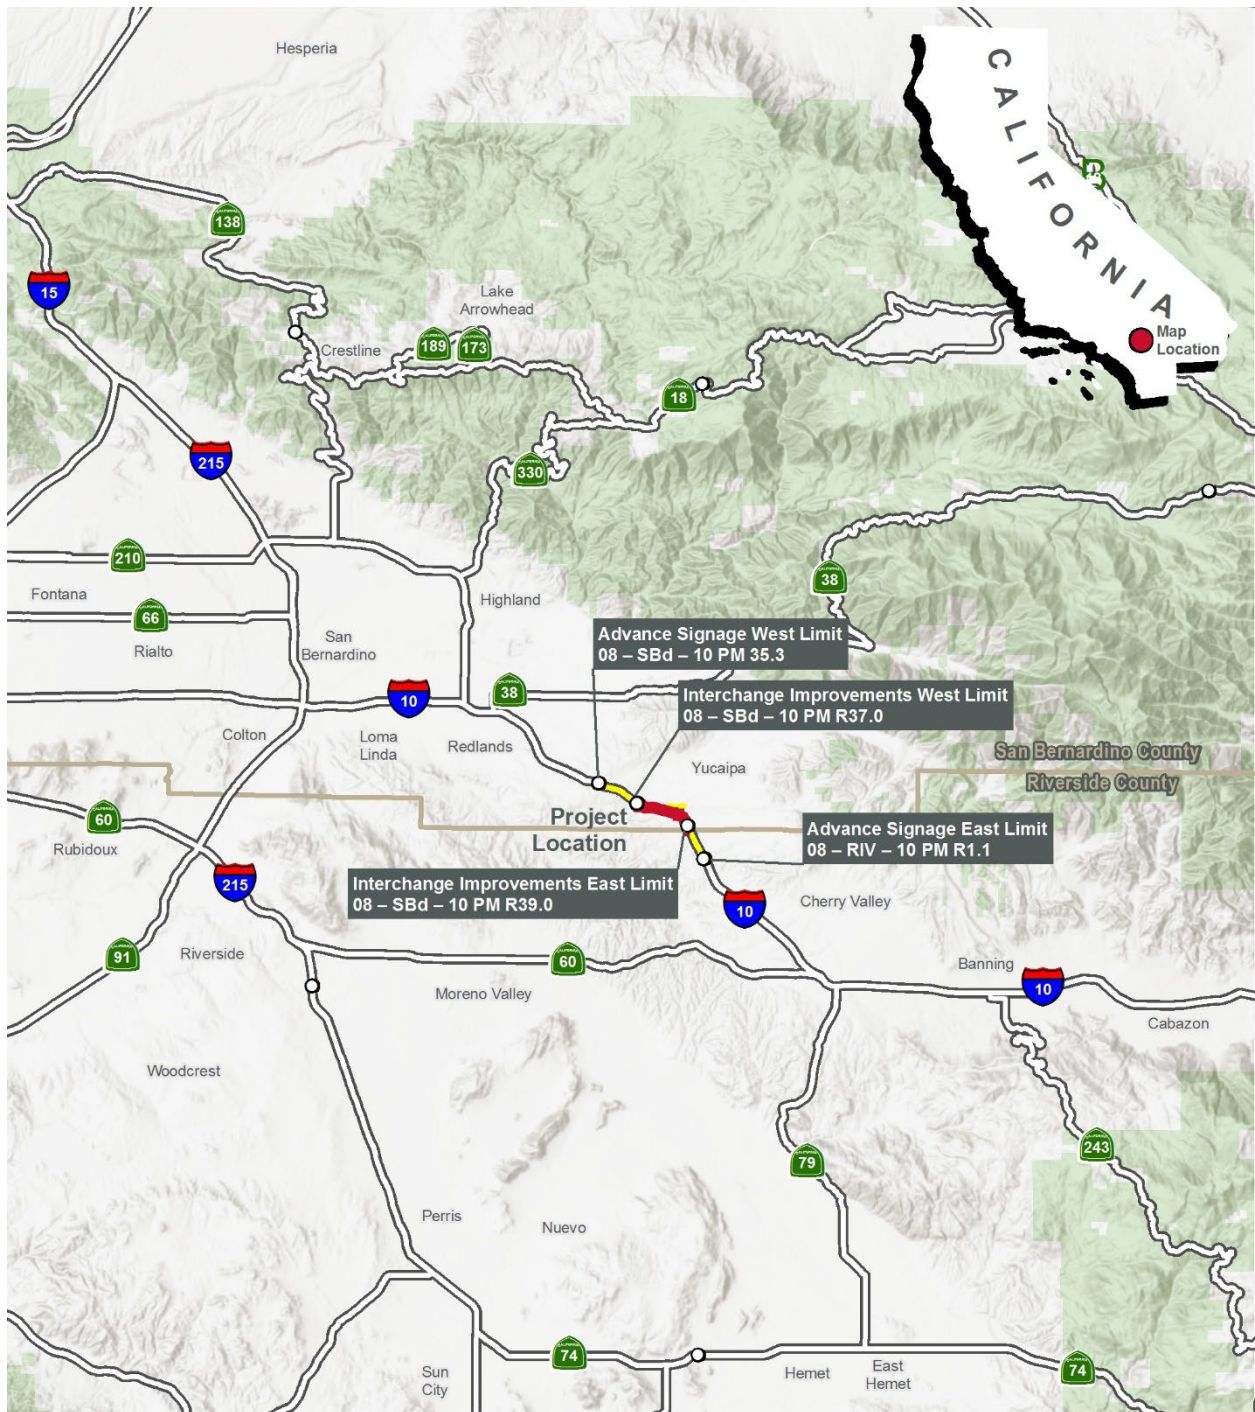 Hesperia
CALIFORNIA
138
15
Lake
Arrowhead
189
173
Crestline
Map
Location
18
215
330
210
38
Fontana
Highland
66
San
Bernardino
Rialto
Advance Signage West Limit
08 – SBd – 10 PM 35.3
10
38
Interchange Improvements West Limit
08 – SBd – 10 PM R37.0
Colton
Loma
Linda
Redlands
Yucaipa
San Bernardino County
Riverside County
60
Project
Location
Rubidoux
Advance Signage East Limit
08 – RIV – 10 PM R1.1
215
Interchange Improvements East Limit
08 – SBd – 10 PM R39.0
10
Cherry Valley
91
Riverside
60
Banning
Moreno Valley
10
Cabazon
Woodcrest
243
79
Perris
Nuevo
74
Sun
City
Hemet
East
Hemet
74